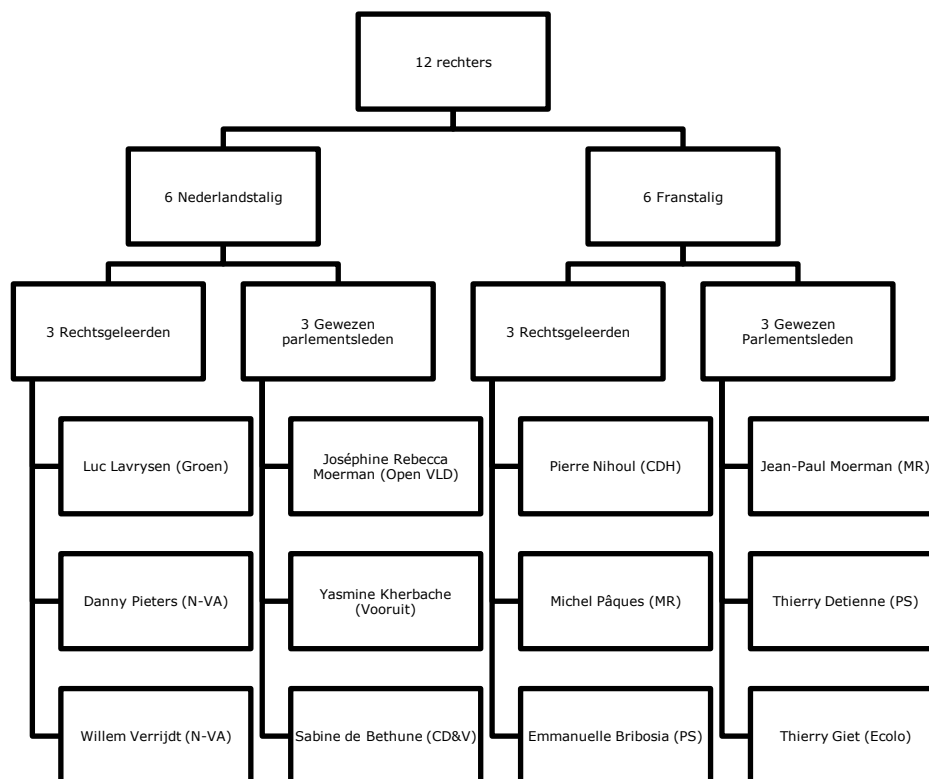 12 rechters
6 Nederlandstalig
6 Franstalig
3 Rechtsgeleerden
3 Gewezen
parlementsleden
3 Rechtsgeleerden
3 Gewezen
Parlementsleden
Luc Lavrysen (Groen)
Joséphine Rebecca
Moerman (Open VLD)
Pierre Nihoul (CDH)
Jean-Paul Moerman (MR)
Danny Pieters (N-VA)
Yasmine Kherbache
(Vooruit)
Michel Pâques (MR)
Thierry Detienne (PS)
Willem Verrijdt (N-VA)
Sabine de Bethune (CD&V)
Emmanuelle Bribosia (PS)
Thierry Giet (Ecolo)